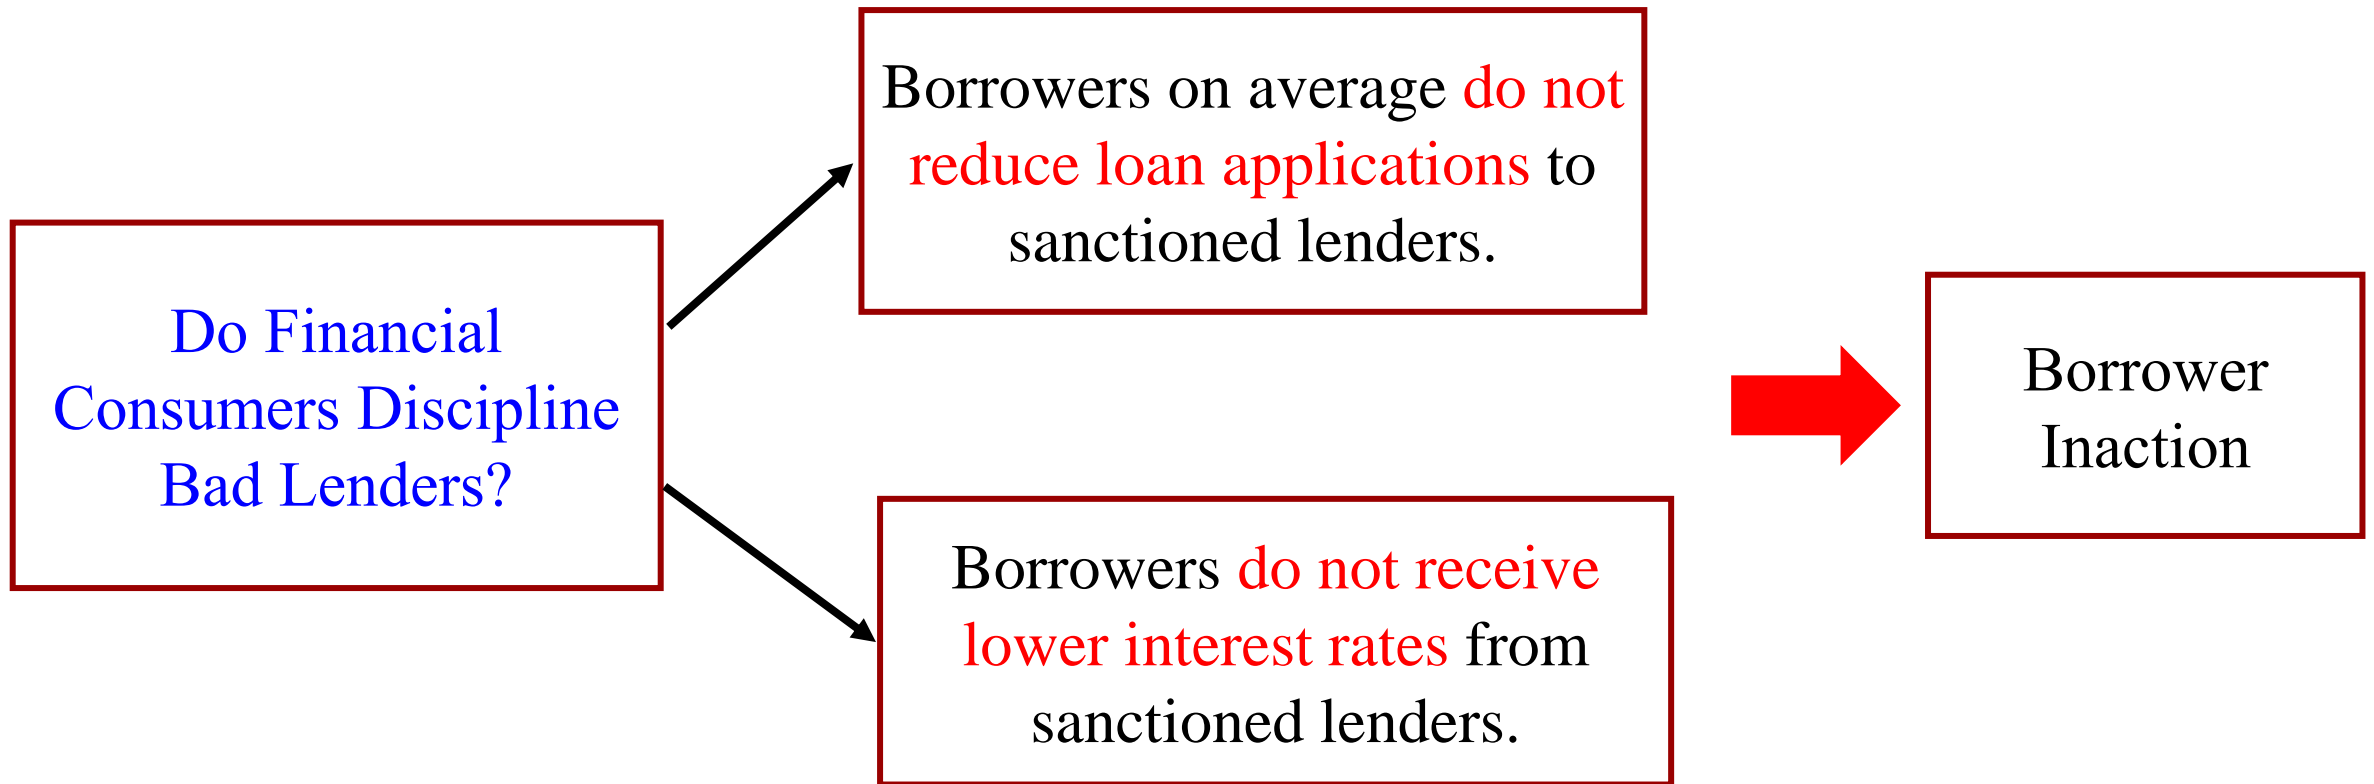 Do Financial
Consumers Discipline
Bad Lenders?
Borrowers on average do not
reduce loan applications to
sanctioned lenders.
Borrowers do not receive
lower interest rates from
sanctioned lenders.
Borrower
Inaction